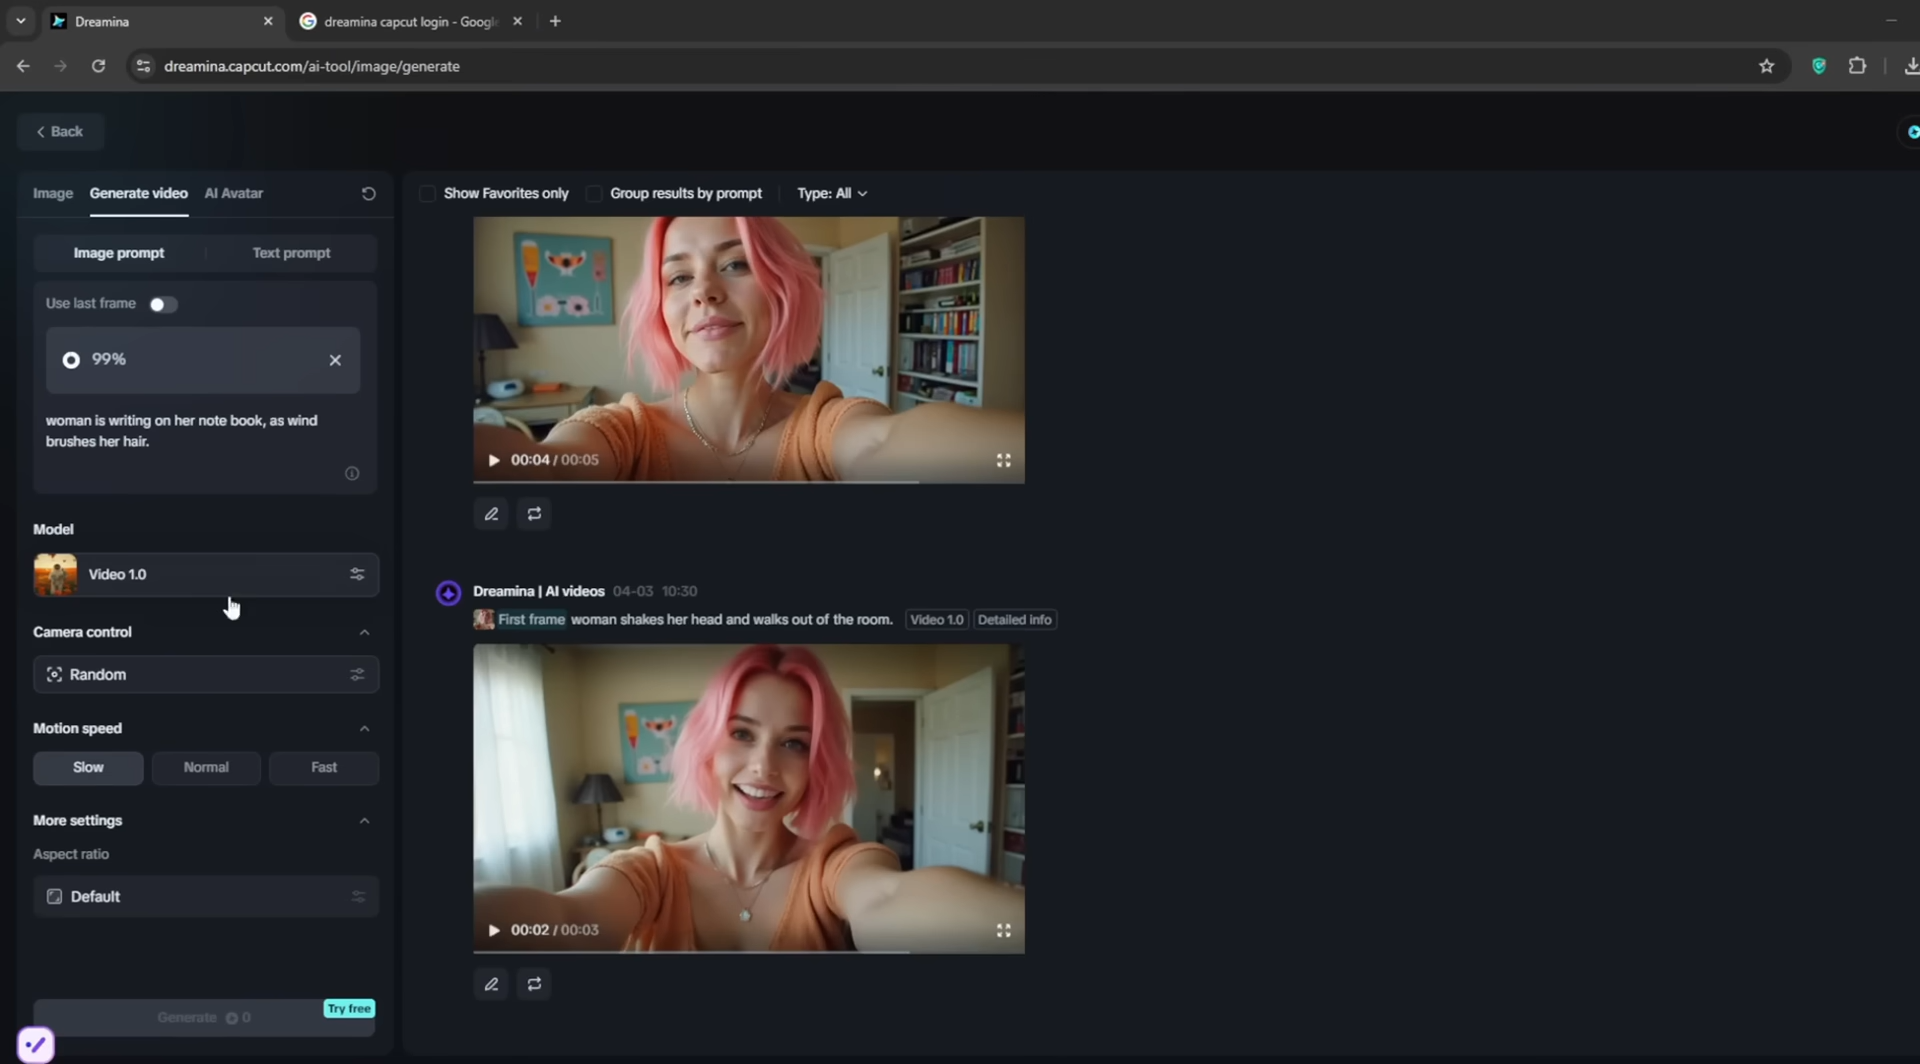 Dreamina
dreamina capcut login - Google
dreamina.capcut.com/ai-tool/image/generate
Back
Image
Generate video
AI Avatar
Show Favorites only
Group results by prompt
Type: All
Image prompt
Text prompt
Use last frame
99%
woman is writing on her note book, as wind
brushes her hair.
Model
Video 1.0
Camera control
Random
Motion speed
Slow
Normal
Fast
More settings
Aspect ratio
Default
Generate 0
Try free
00:04 / 00:05
Dreamina | AI videos 04-03 10:30
First frame woman shakes her head and walks out of the room. Video 1.0 Detailed info
00:02 / 00:03